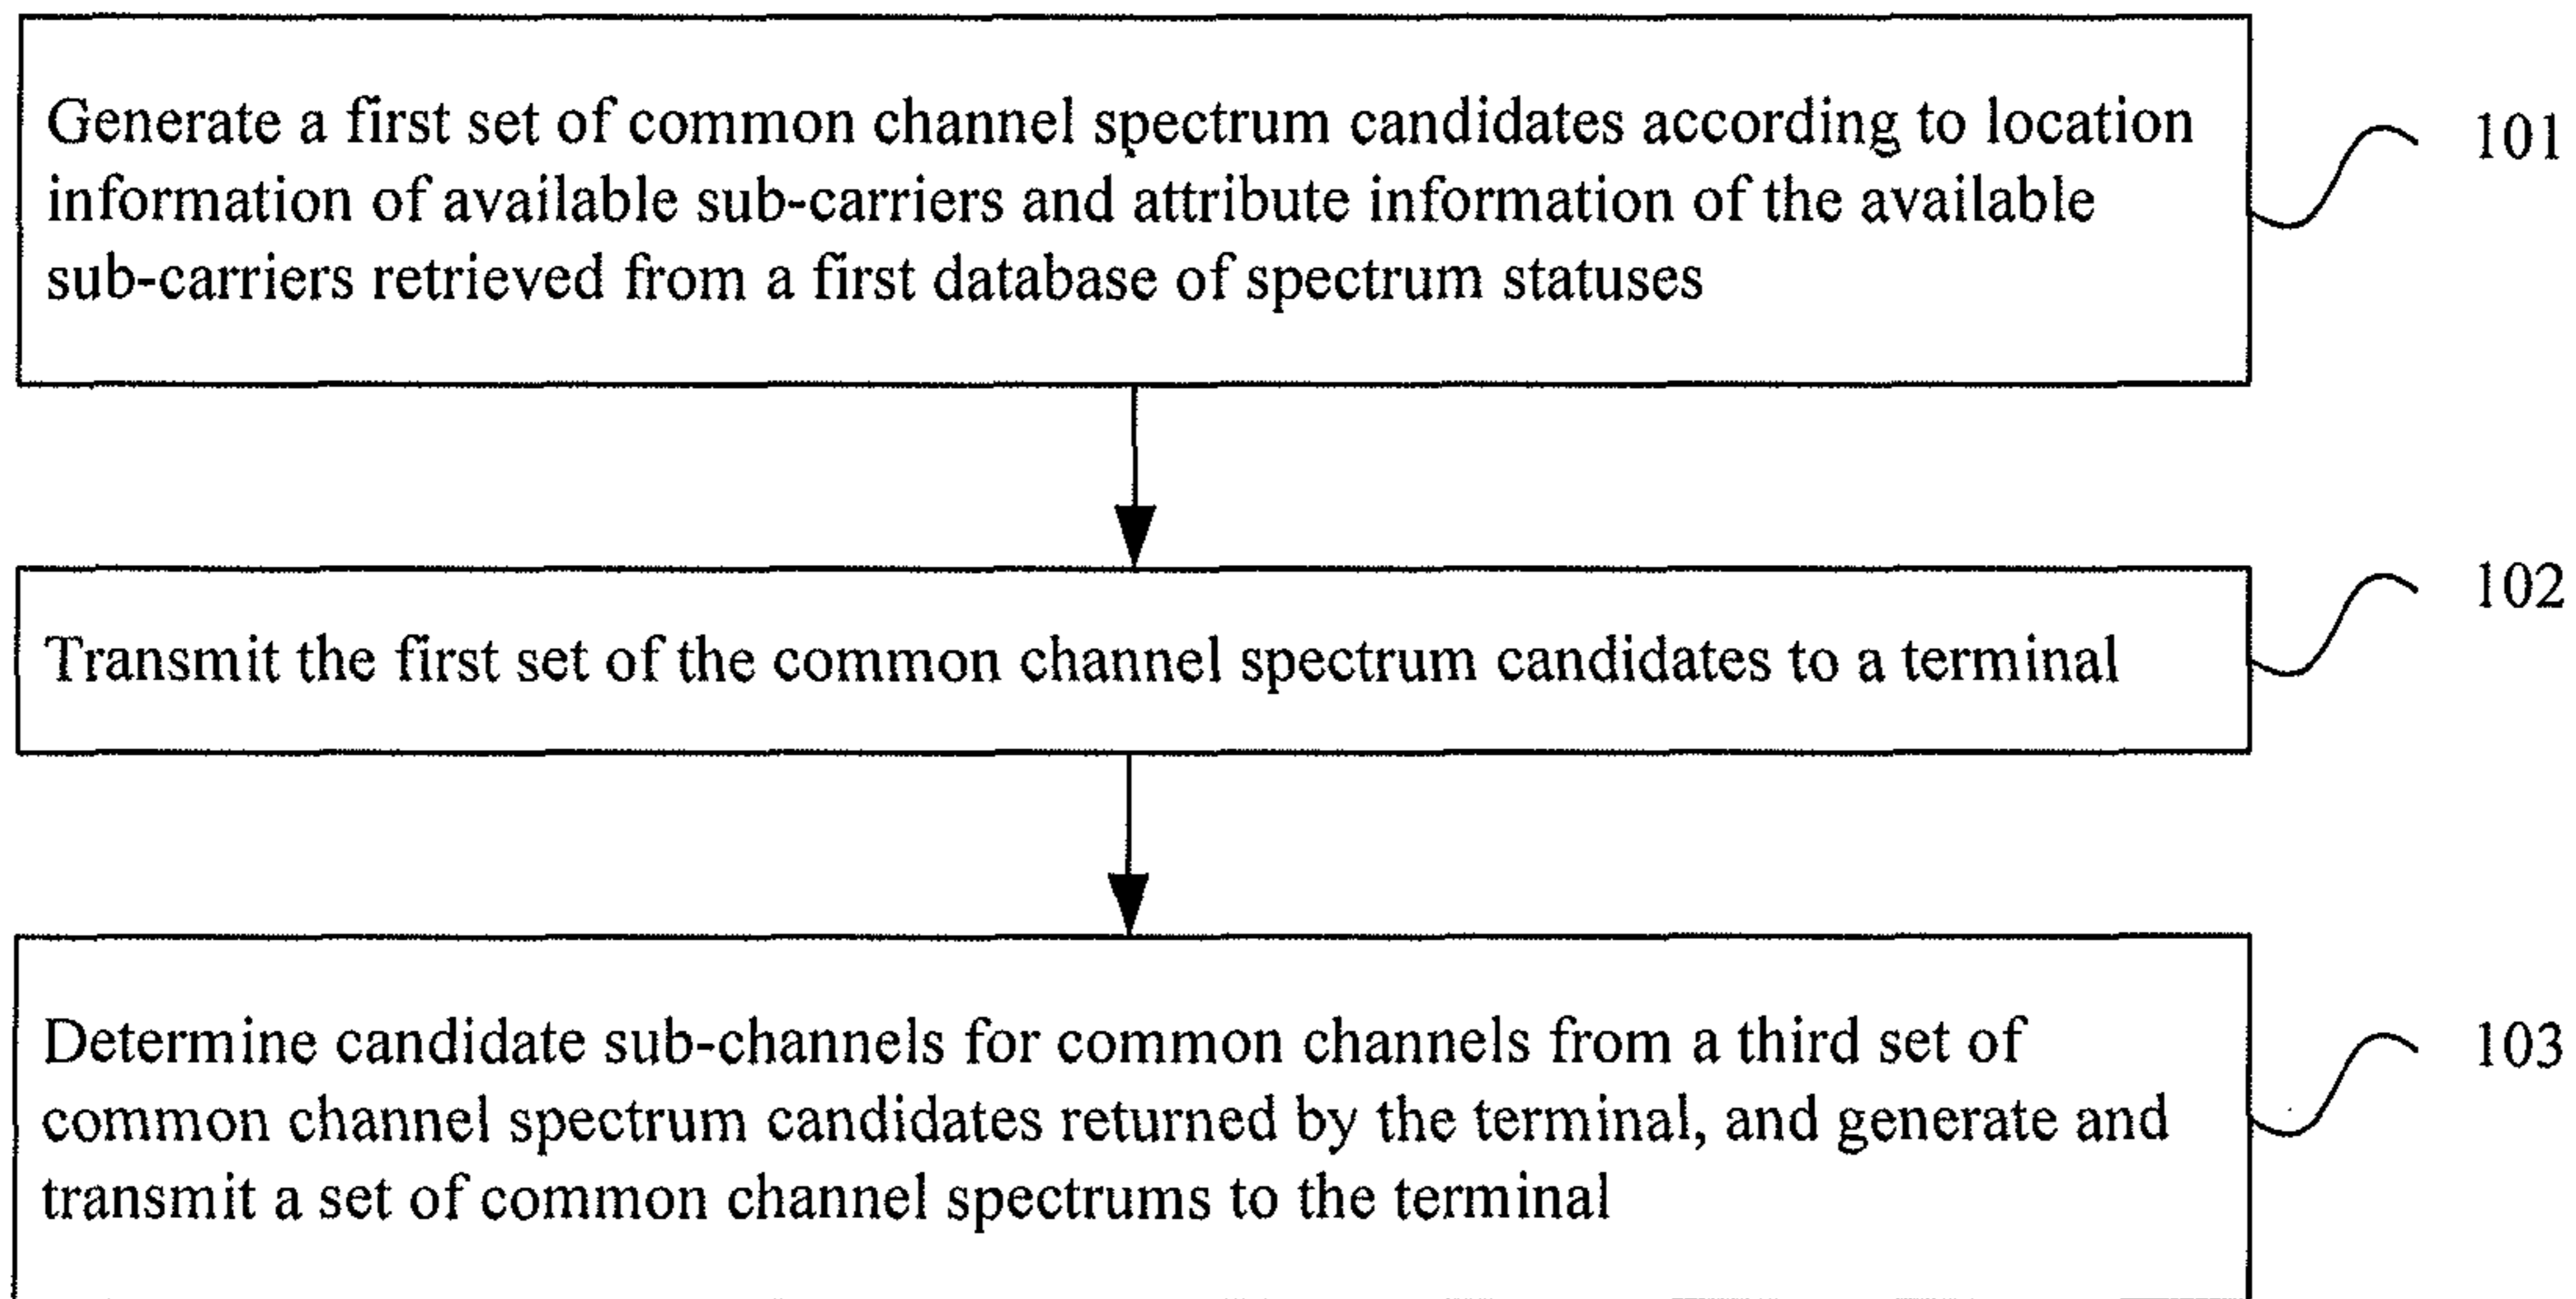 Generate a first set of common channel spectrum candidates according to location
information of available sub-carriers and attribute information of the available
sub-carriers retrieved from a first database of spectrum statuses
101
Transmit the first set of the common channel spectrum candidates to a terminal
102
Determine candidate sub-channels for common channels from a third set of
common channel spectrum candidates returned by the terminal, and generate and
transmit a set of common channel spectrums to the terminal
103